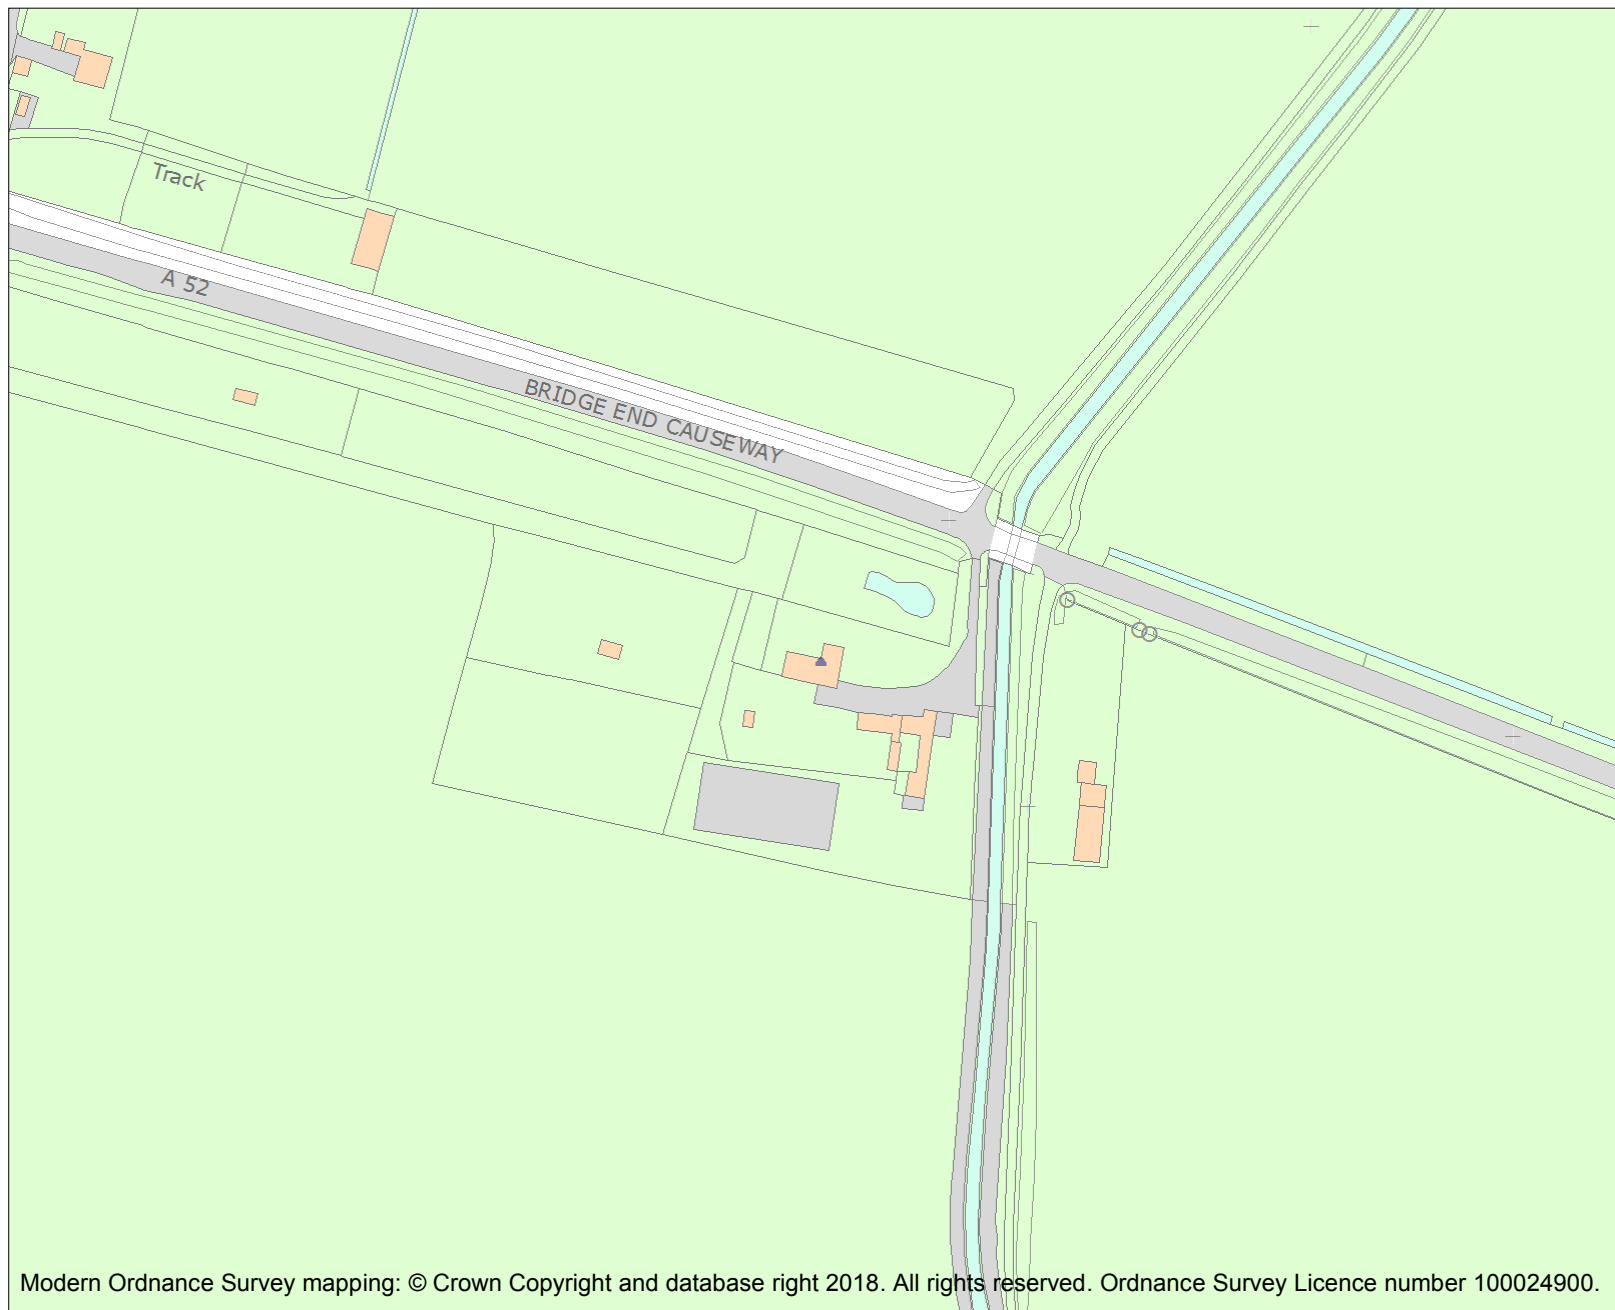 Track
A 52
BRIDGE END CAUSEWAY
Modern Ordnance Survey mapping: © Crown Copyright and database right 2018. All rights reserved. Ordnance Survey Licence number 100024900.